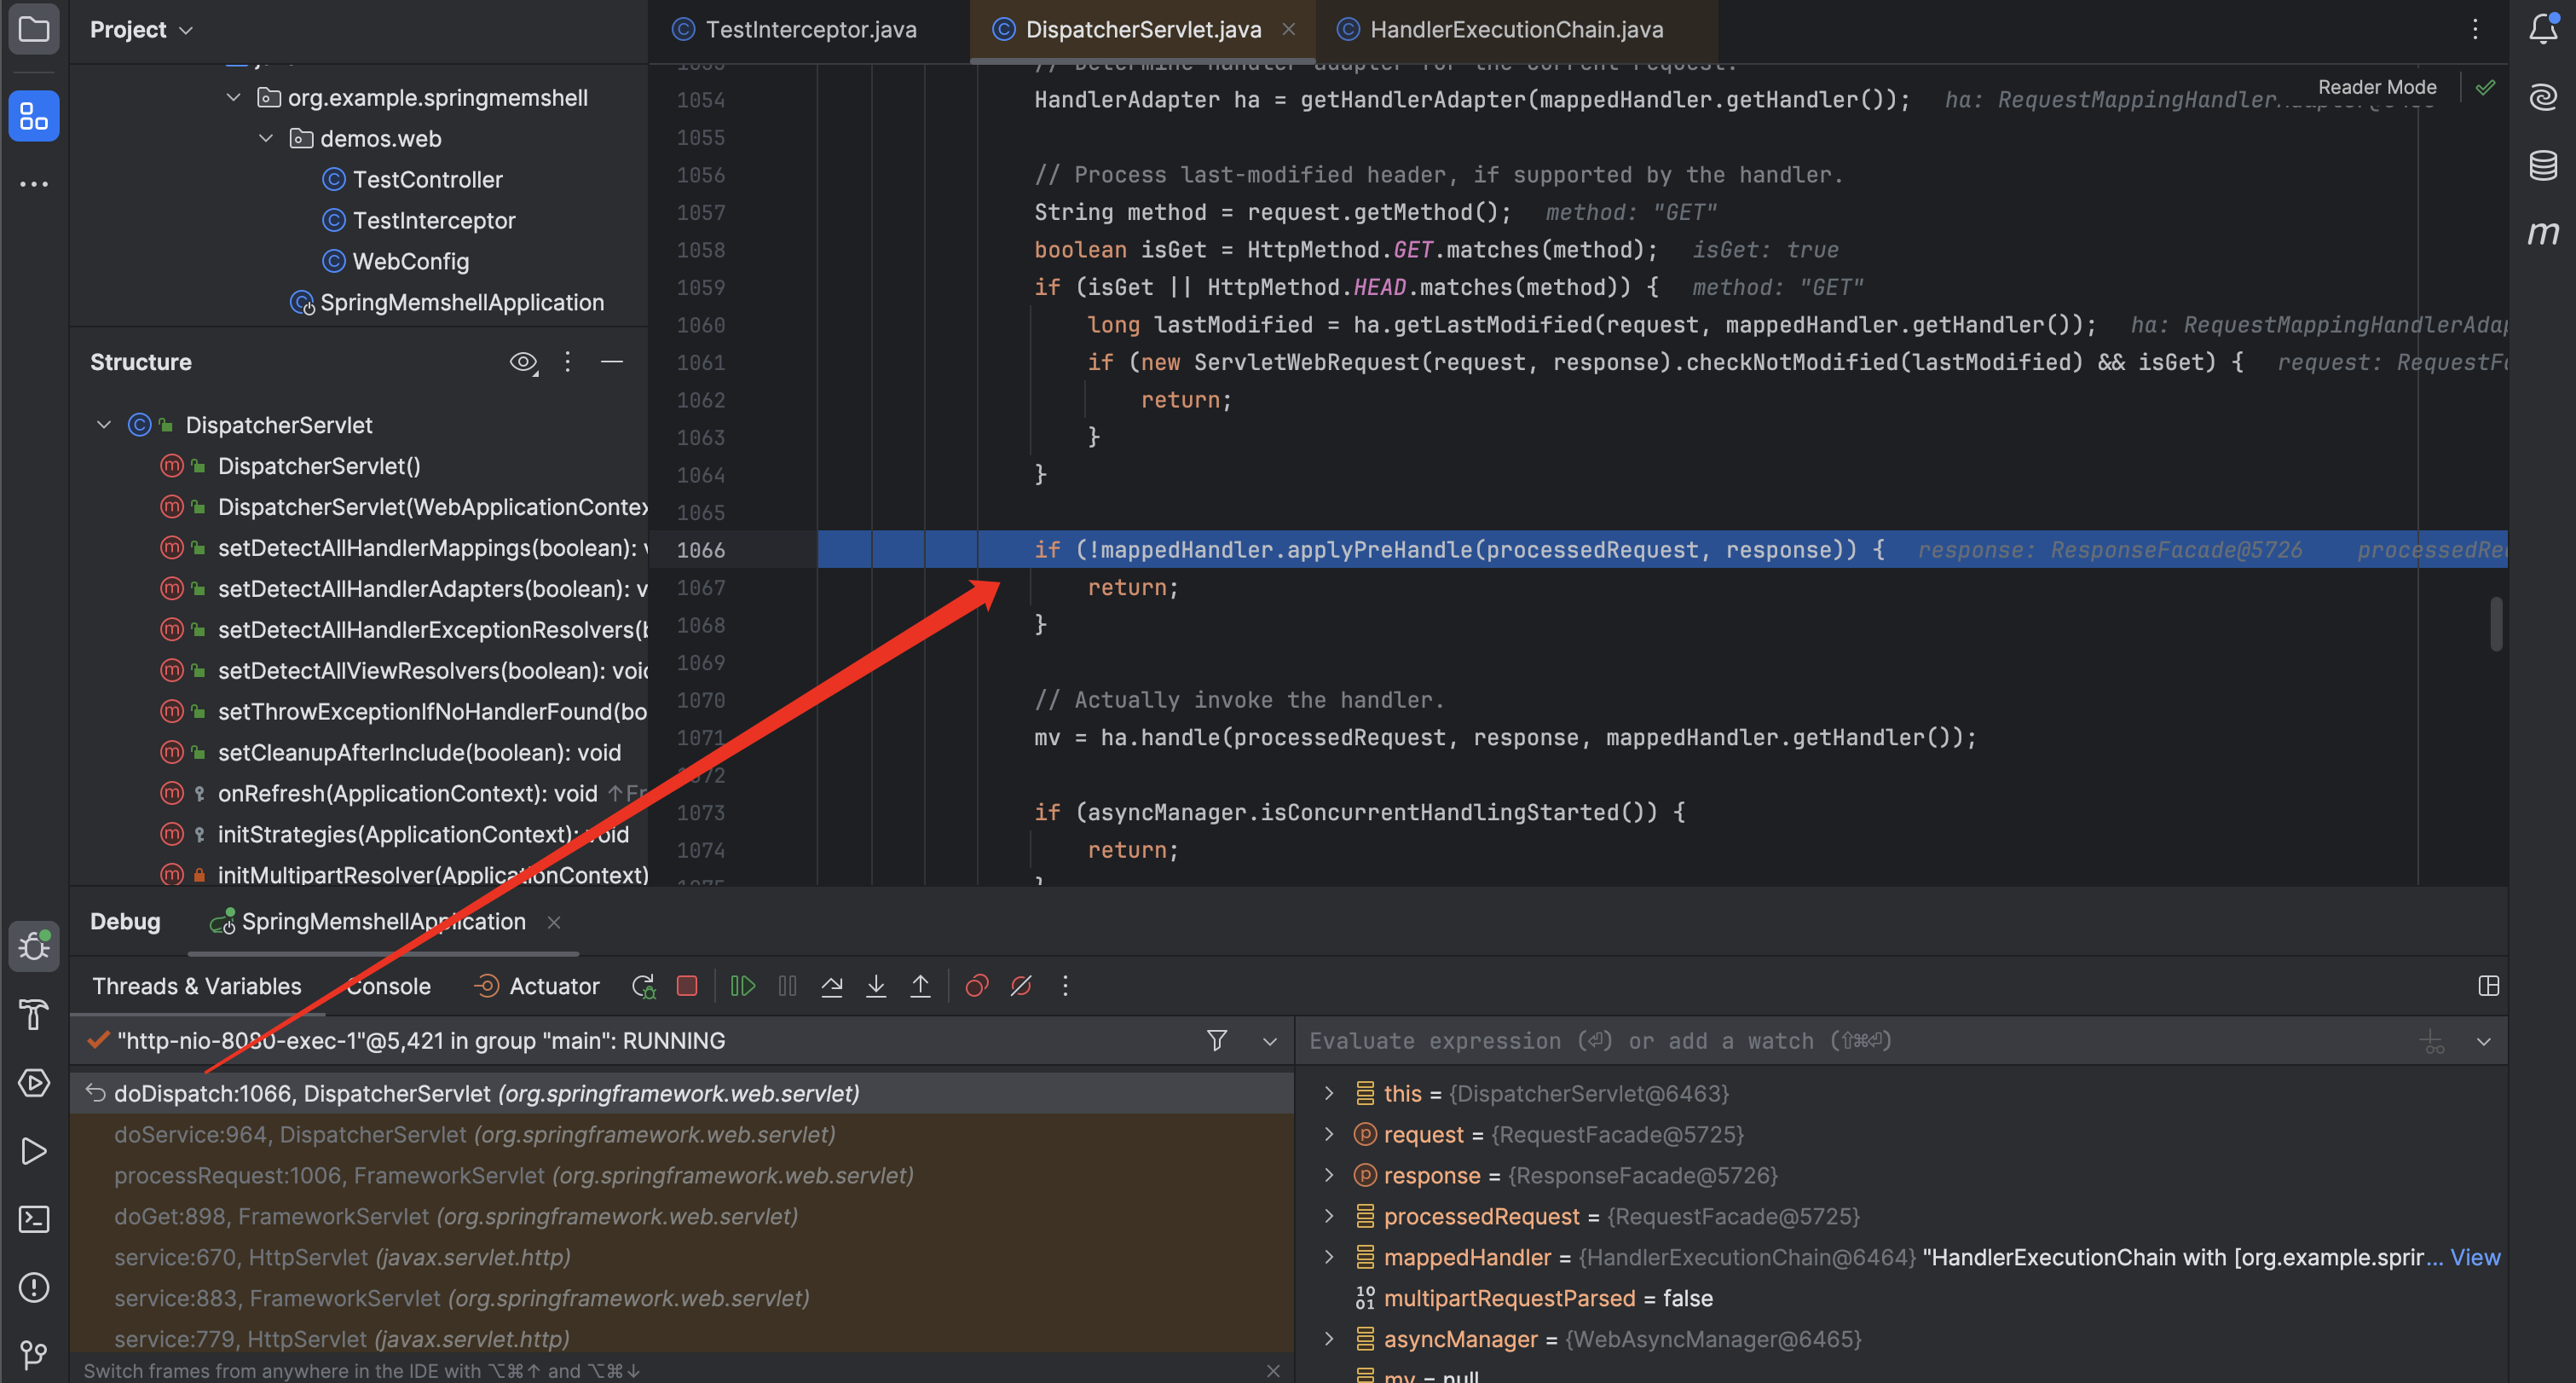 Project
TestInterceptor.java
DispatcherServlet.java
HandlerExecutionChain.java
org.example.springmemshell
demos.web
TestController
TestInterceptor
WebConfig
SpringMemshellApplication
Structure
DispatcherServlet
DispatcherServlet()
DispatcherServlet(WebApplicationContex
setDetectAllHandlerMappings(boolean): v
setDetectAllHandlerAdapters(boolean): v
setDetectAllHandlerExceptionResolvers(b
setDetectAllViewResolvers(boolean): void
setThrowExceptionIfNoHandlerFound(bo
setCleanupAfterInclude(boolean): void
onRefresh(ApplicationContext): void ↑Fr
initStrategies(ApplicationContext): void
initMultipartResolver(ApplicationContext)
Reader Mode
1053 // Determine handler adapter for the current request.
1054 HandlerAdapter ha = getHandlerAdapter(mappedHandler.getHandler()); ha: RequestMappingHandler
1055
1056 // Process last-modified header, if supported by the handler.
1057 String method = request.getMethod(); method: "GET"
1058 boolean isGet = HttpMethod.GET.matches(method); isGet: true
1059 if (isGet || HttpMethod.HEAD.matches(method)) { method: "GET"
1060 long lastModified = ha.getLastModified(request, mappedHandler.getHandler()); ha: RequestMappingHandlerAdap
1061 if (new ServletWebRequest(request, response).checkNotModified(lastModified) && isGet) { request: RequestFa
1062 return;
1063 }
1064 }
1065
1066 if (!mappedHandler.applyPreHandle(processedRequest, response)) { response: ResponseFacade@5726 processedReq
1067 return;
1068 }
1069
1070 // Actually invoke the handler.
1071 mv = ha.handle(processedRequest, response, mappedHandler.getHandler());
1072
1073 if (asyncManager.isConcurrentHandlingStarted()) {
1074 return;
1075 }
Debug
SpringMemshellApplication
Threads & Variables
Console
Actuator
"http-nio-8080-exec-1"@5,421 in group "main": RUNNING
Evaluate expression (⏎) or add a watch (⇧⌘⏎)
doDispatch:1066, DispatcherServlet (org.springframework.web.servlet)
doService:964, DispatcherServlet (org.springframework.web.servlet)
processRequest:1006, FrameworkServlet (org.springframework.web.servlet)
doGet:898, FrameworkServlet (org.springframework.web.servlet)
service:670, HttpServlet (javax.servlet.http)
service:883, FrameworkServlet (org.springframework.web.servlet)
service:779, HttpServlet (javax.servlet.http)
Switch frames from anywhere in the IDE with ⌥⌘↑ and ⌥⌘↓
this = {DispatcherServlet@6463}
request = {RequestFacade@5725}
response = {ResponseFacade@5726}
processedRequest = {RequestFacade@5725}
mappedHandler = {HandlerExecutionChain@6464} "HandlerExecutionChain with [org.example.sprir... View
multipartRequestParsed = false
asyncManager = {WebAsyncManager@6465}
mv = null